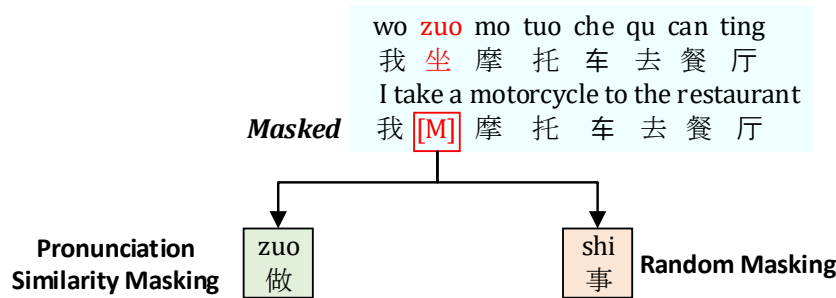 wo zuo mo tuo che qu can ting
我 坐 摩 托 车 去 餐 厅
I take a motorcycle to the restaurant
Masked 我 [M] 摩 托 车 去 餐 厅
Pronunciation
Similarity Masking
zuo
做
shi
事
Random Masking